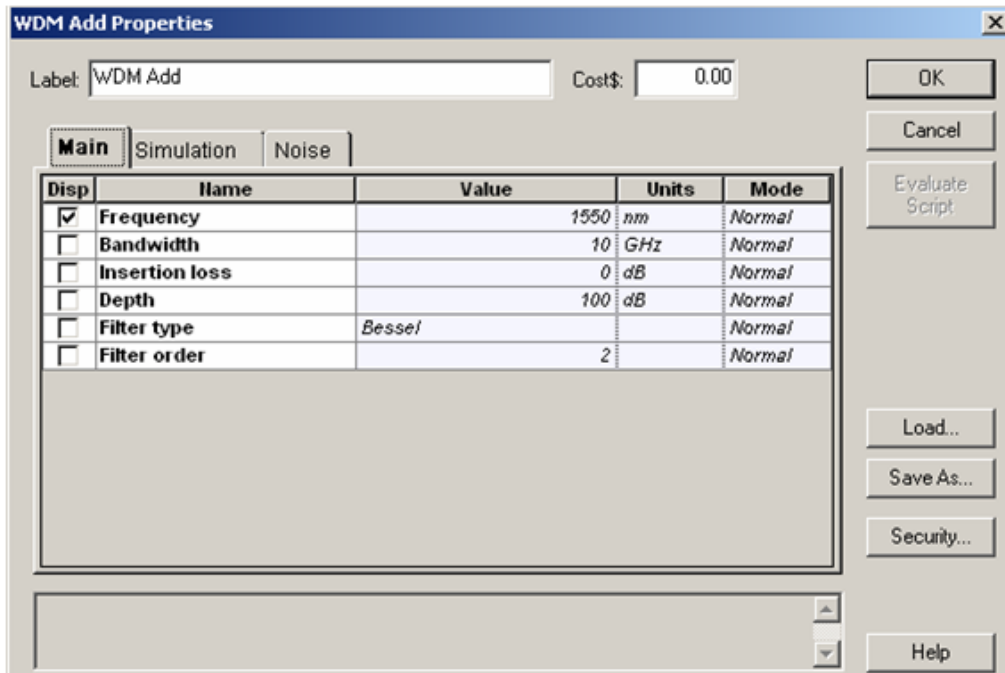 WDM Add Properties
Label: WDM Add Cost$: 0.00 OK
Cancel
Evaluate Script
Main Simulation Noise
Disp Name Value Units Mode
Frequency 1550 nm Normal
Bandwidth 10 GHz Normal
Insertion loss 0 dB Normal
Depth 100 dB Normal
Filter type Bessel Normal
Filter order 2 Normal
Load...
Save As...
Security...
Help